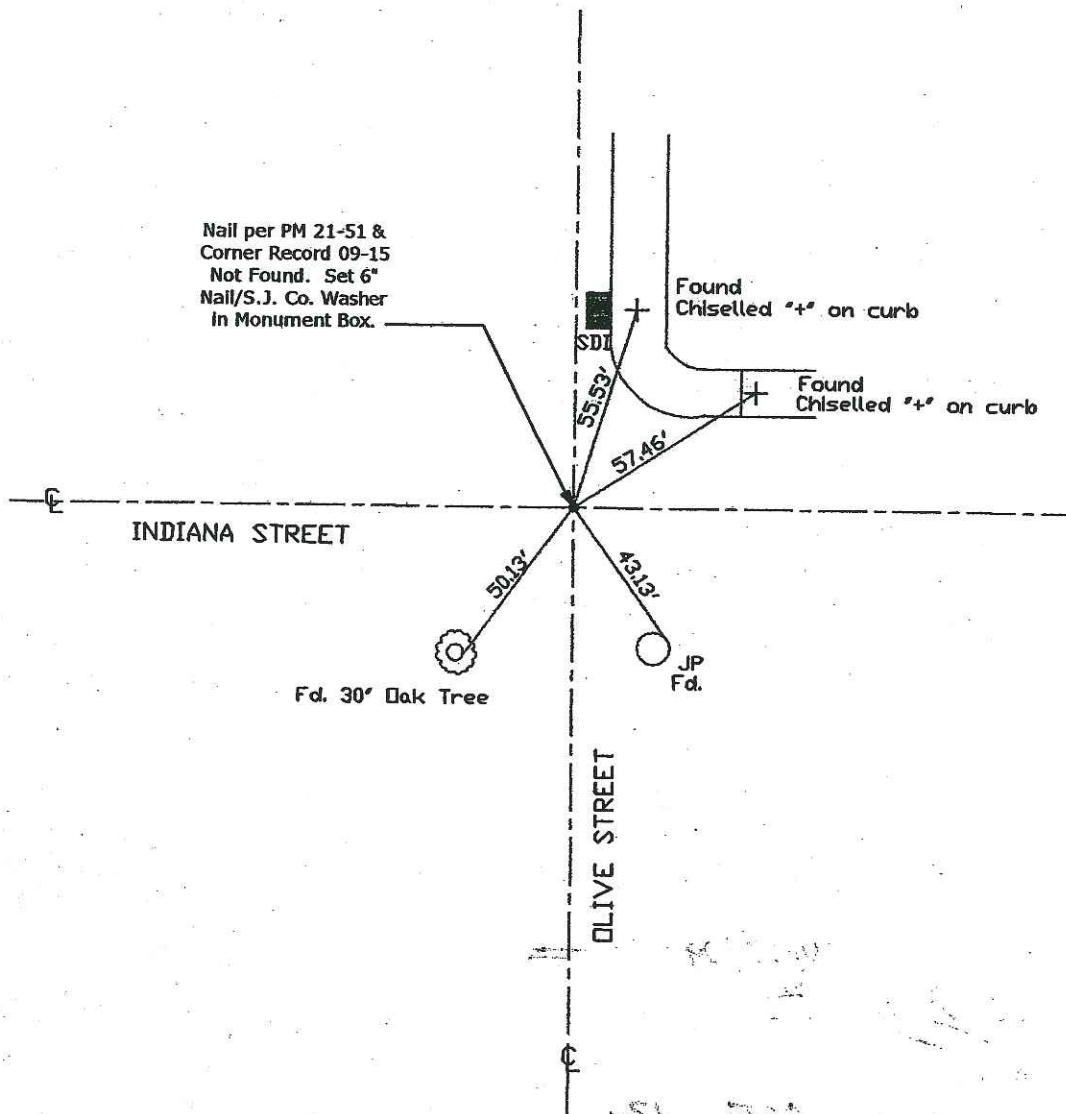 Nail per PM 21-51 &
Corner Record 09-15
Not Found. Set 6"
Nail/S.J. Co. Washer
in Monument Box.
Found
Chiselled "+" on curb
SDI
Found
Chiselled "+" on curb
55.53'
57.46'
℄
INDIANA STREET
50.13'
43.13'
Fd. 30" Oak Tree
JP
Fd.
OLIVE STREET
℄